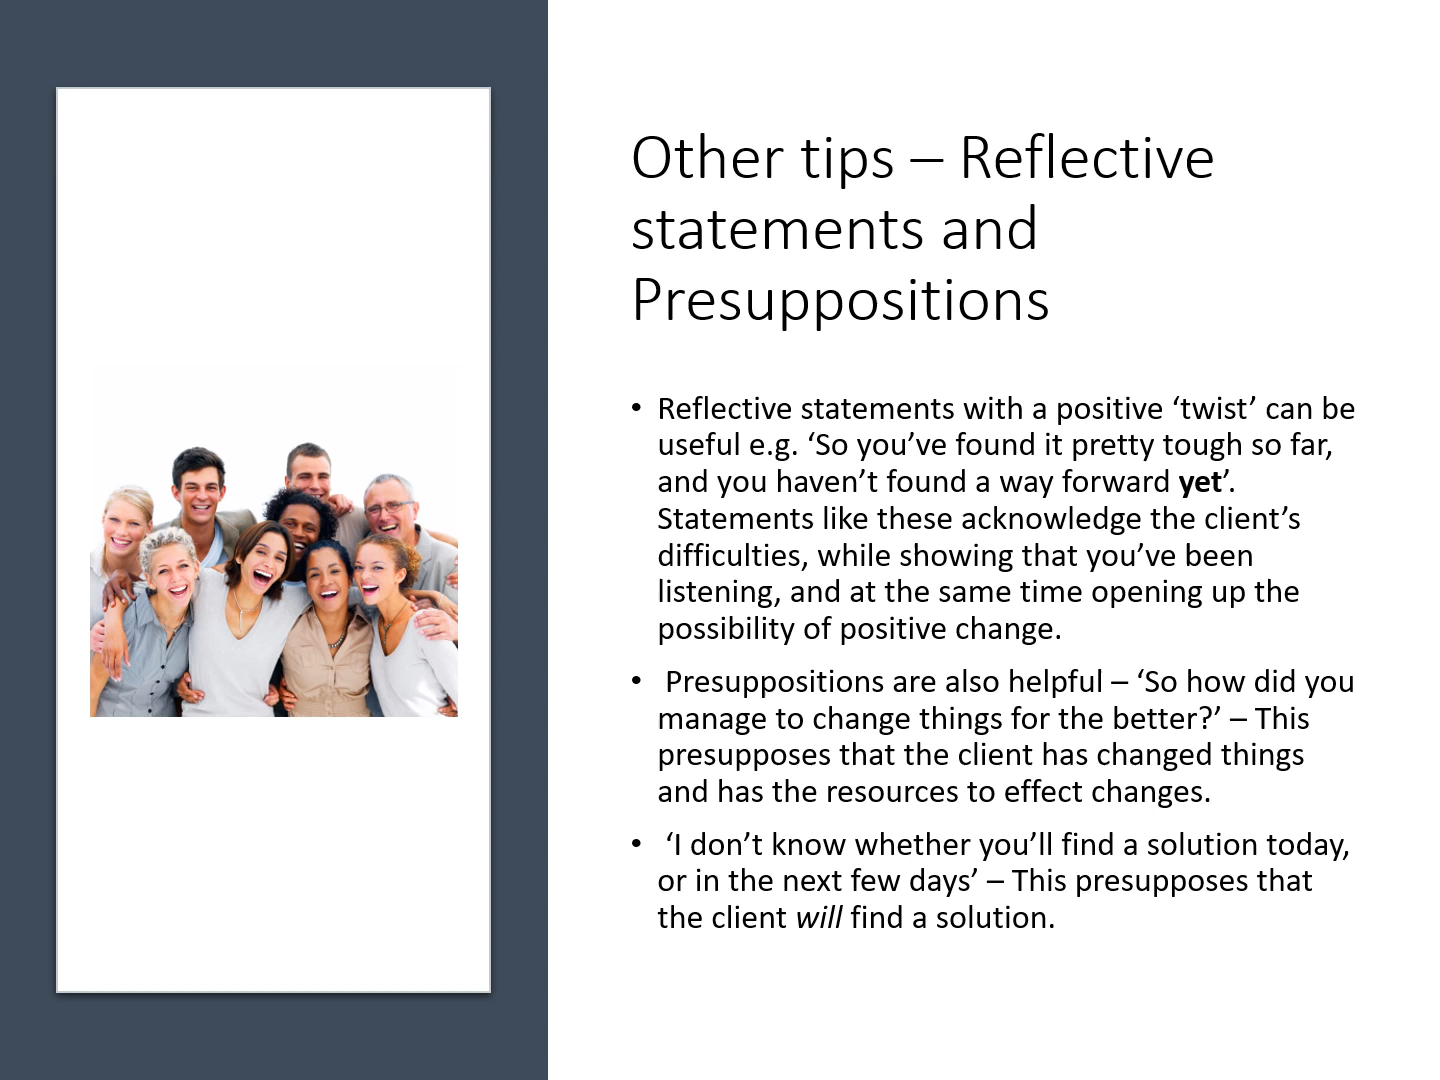 Other tips – Reflective
statements and
Presuppositions
• Reflective statements with a positive ‘twist’ can be
useful e.g. ‘So you’ve found it pretty tough so far,
and you haven’t found a way forward yet’.
Statements like these acknowledge the client’s
difficulties, while showing that you’ve been
listening, and at the same time opening up the
possibility of positive change.
• Presuppositions are also helpful – ‘So how did you
manage to change things for the better?’ – This
presupposes that the client has changed things
and has the resources to effect changes.
• ‘I don’t know whether you’ll find a solution today,
or in the next few days’ – This presupposes that
the client will find a solution.